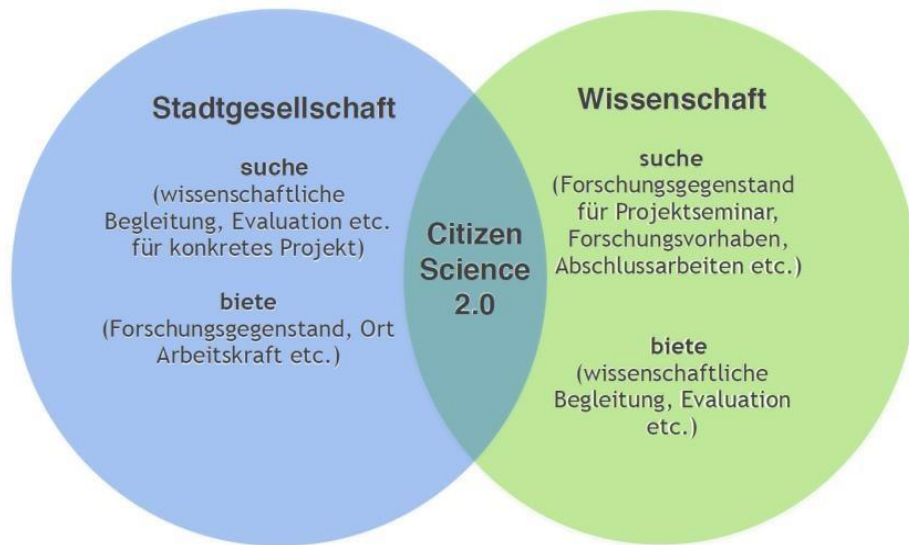 Stadtgesellschaft
suche
(wissenschaftliche
Begleitung, Evaluation etc.
für konkretes Projekt)
biete
(Forschungsgegenstand, Ort
Arbeitskraft etc.)
Citizen
Science
2.0
Wissenschaft
suche
(Forschungsgegenstand
für Projektseminar,
Forschungsvorhaben,
Abschlussarbeiten etc.)
biete
(wissenschaftliche
Begleitung, Evaluation
etc.)